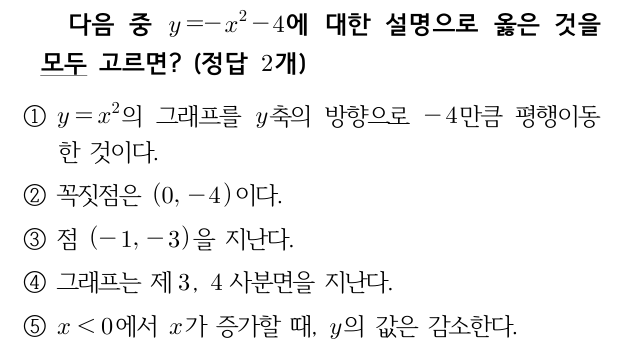 다음 중 y=-x²-4에 대한 설명으로 옳은 것을
모두 고르면? (정답 2개)
① y=x²의 그래프를 y축의 방향으로 -4만큼 평행이동
한 것이다.
② 꼭짓점은 (0, -4)이다.
③ 점 (-1, -3)을 지난다.
④ 그래프는 제3, 4 사분면을 지난다.
⑤ x<0에서 x가 증가할 때, y의 값은 감소한다.